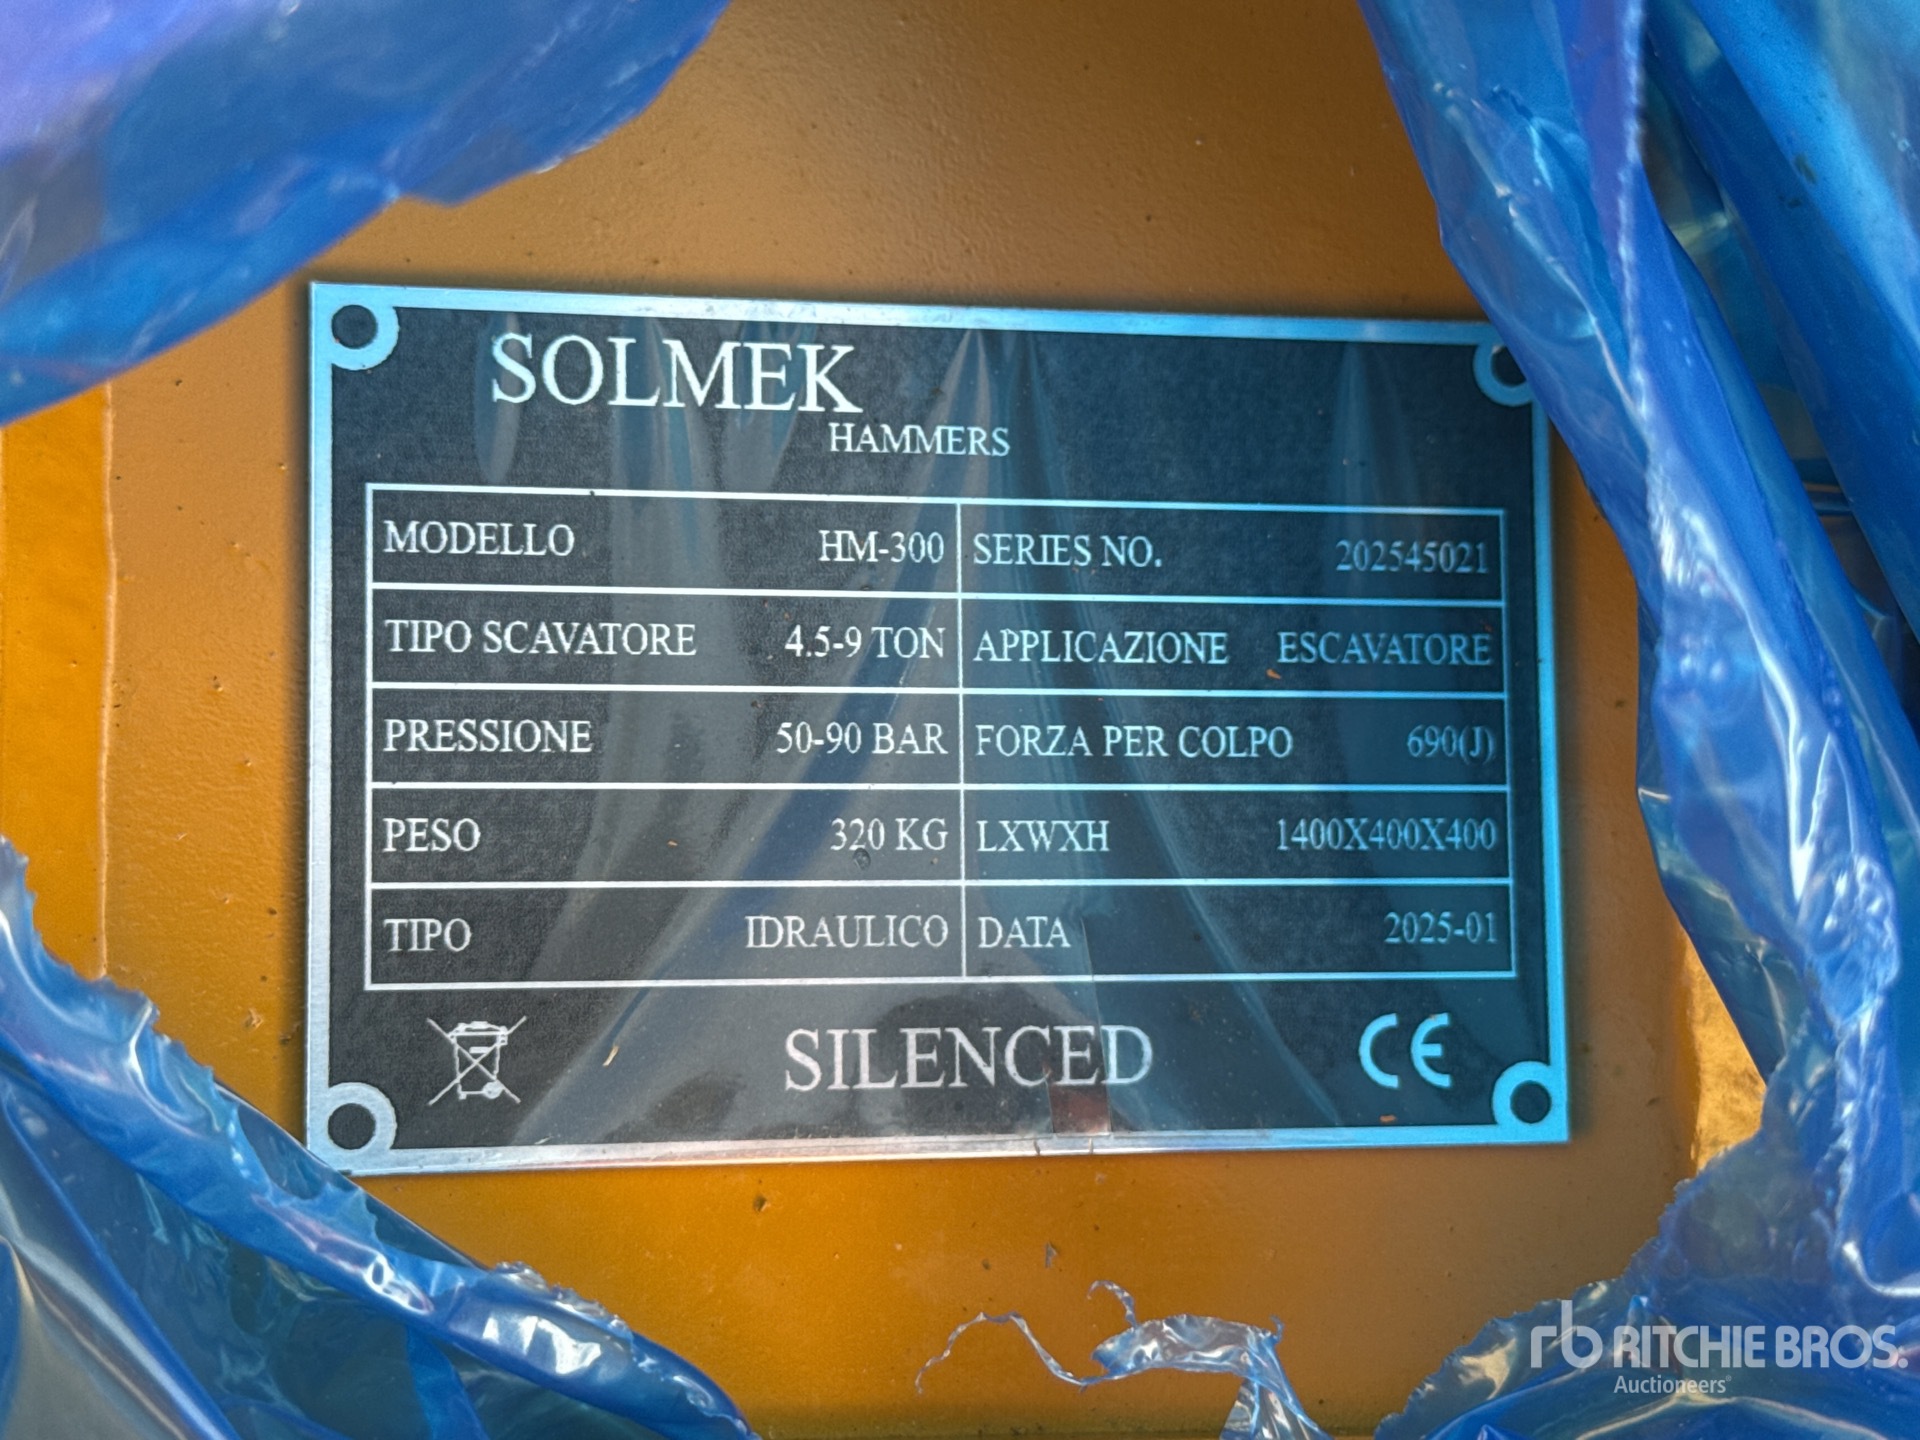 SOLMEK
HAMMERS
MODELLO HM-300 SERIES NO. 202545021
TIPO SCAVATORE 4.5-9 TON APPLICAZIONE ESCAVATORE
PRESSIONE 50-90 BAR FORZA PER COLPO 690(J)
PESO 320 KG LXWXH 1400X400X400
TIPO IDRAULICO DATA 2025-01
SILENCED CE
rb RITCHIE BROS.
Auctioneers